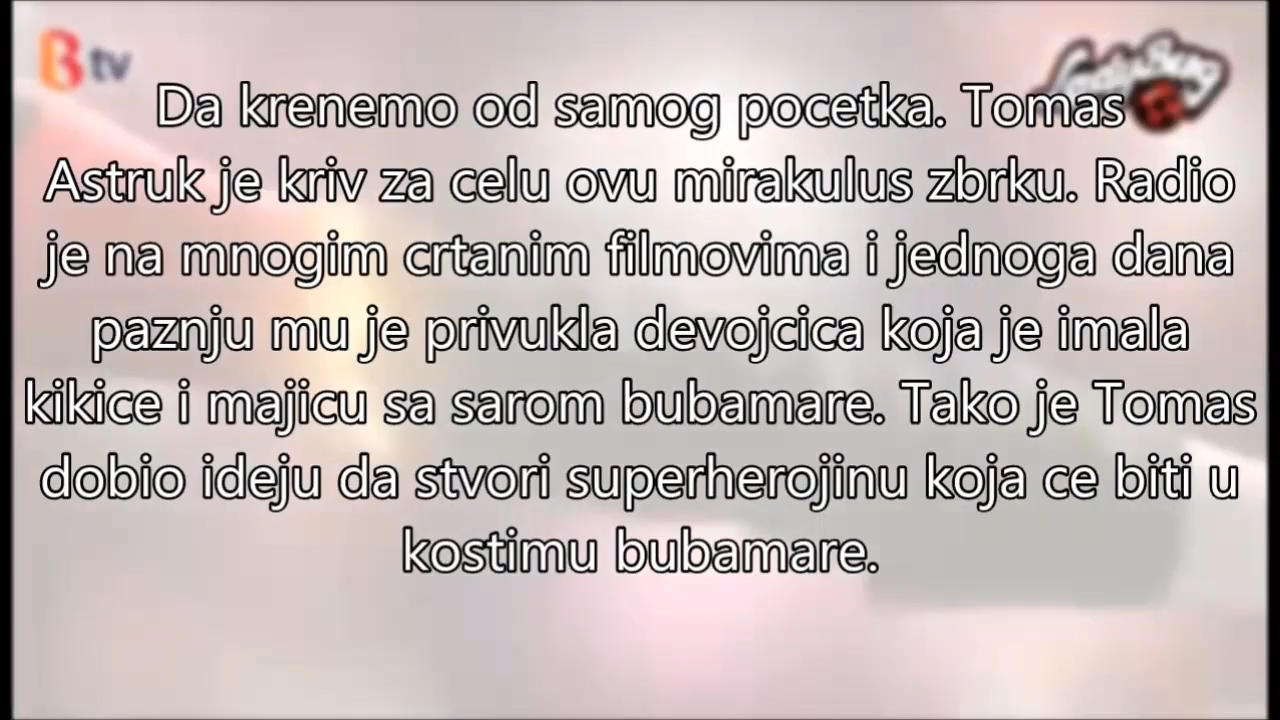 B tv
Da krenemo od samog pocetka. Tomas
Astruk je kriv za celu ovu mirakulus zbrku. Radio
je na mnogim crtanim filmovima i jednoga dana
paznju mu je privukla devojcica koja je imala
kikice i majicu sa sarom bubamare. Tako je Tomas
dobio ideju da stvori superherojinu koja ce biti u
kostimu bubamare.